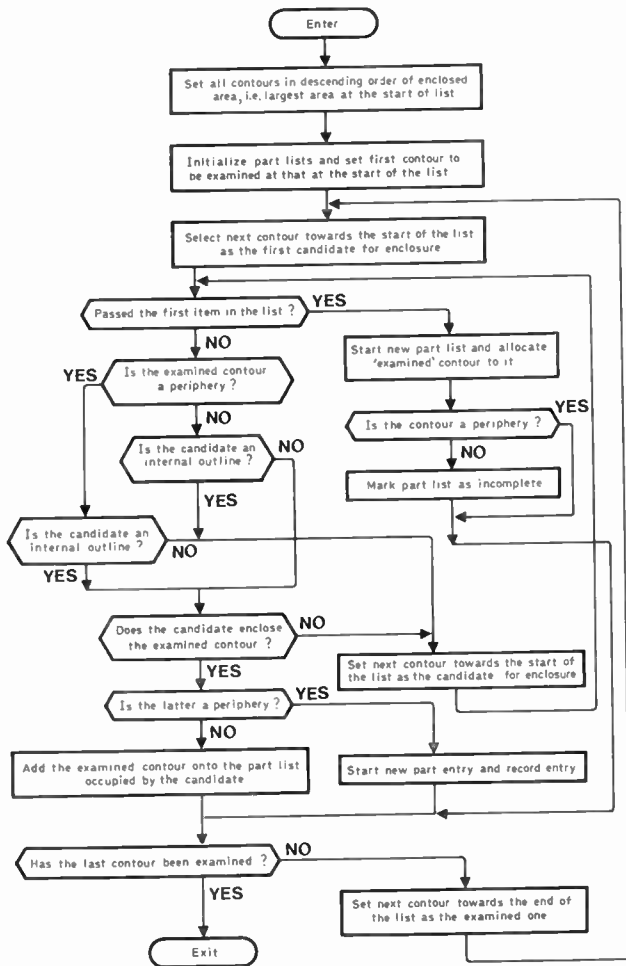 Enter
Set all contours in descending order of enclosed
area, i.e. largest area at the start of list
Initialize part lists and set first contour to
be examined at that at the start of the list
Select next contour towards the start of the list
as the first candidate for enclosure
Passed the first item in the list ?
YES
NO
Start new part list and allocate
'examined' contour to it
Is the examined contour
a periphery ?
YES
NO
Is the contour a periphery ?
YES
NO
Is the candidate an
internal outline ?
NO
YES
Mark part list as incomplete
Is the candidate an
internal outline ?
NO
YES
Does the candidate enclose
the examined contour ?
NO
YES
Set next contour towards the start of
the list as the candidate for enclosure
Is the latter a periphery ?
YES
NO
Add the examined contour onto the part list
occupied by the candidate
Start new part entry and record entry
Has the last contour been examined ?
NO
YES
Set next contour towards the end of
the list as the examined one
Exit